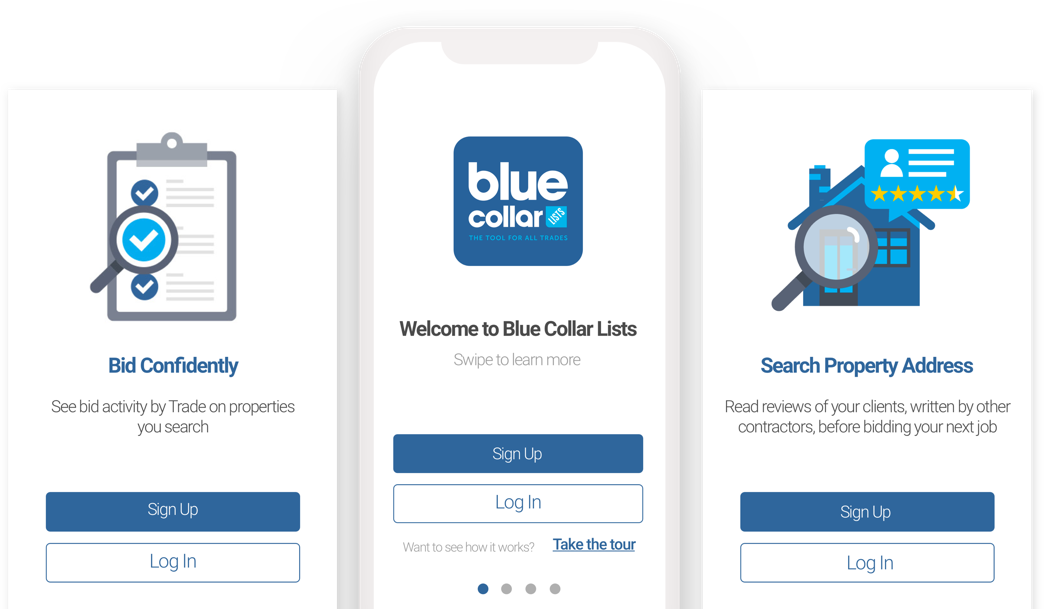 Bid Confidently
See bid activity by Trade on properties
you search
Sign Up
Log In
blue
collar LISTS
THE TOOL FOR ALL TRADES
Welcome to Blue Collar Lists
Swipe to learn more
Sign Up
Log In
Want to see how it works? Take the tour
Search Property Address
Read reviews of your clients, written by other
contractors, before bidding your next job
Sign Up
Log In